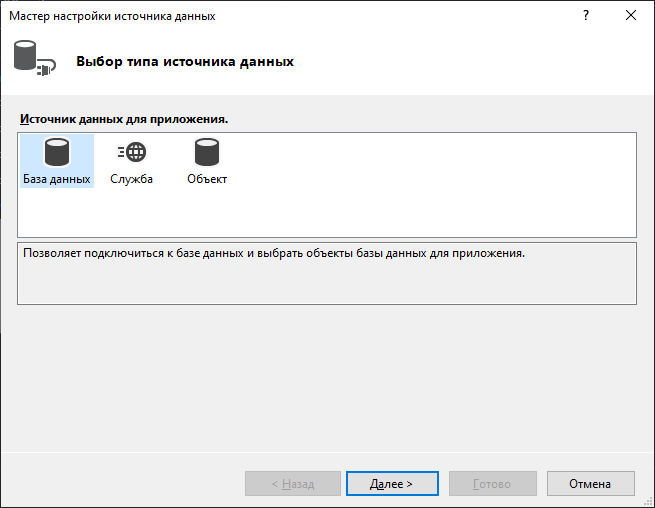 Мастер настройки источника данных
?
Выбор типа источника данных
Источник данных для приложения.
База данных
Служба
Объект
Позволяет подключиться к базе данных и выбрать объекты базы данных для приложения.
< Назад
Далее >
Готово
Отмена